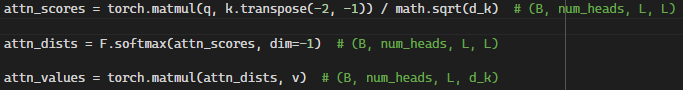 attn_scores = torch.matmul(q, k.transpose(-2, -1)) / math.sqrt(d_k)  # (B, num_heads, L, L)
attn_dists = F.softmax(attn_scores, dim=-1)  # (B, num_heads, L, L)
attn_values = torch.matmul(attn_dists, v)  # (B, num_heads, L, d_k)